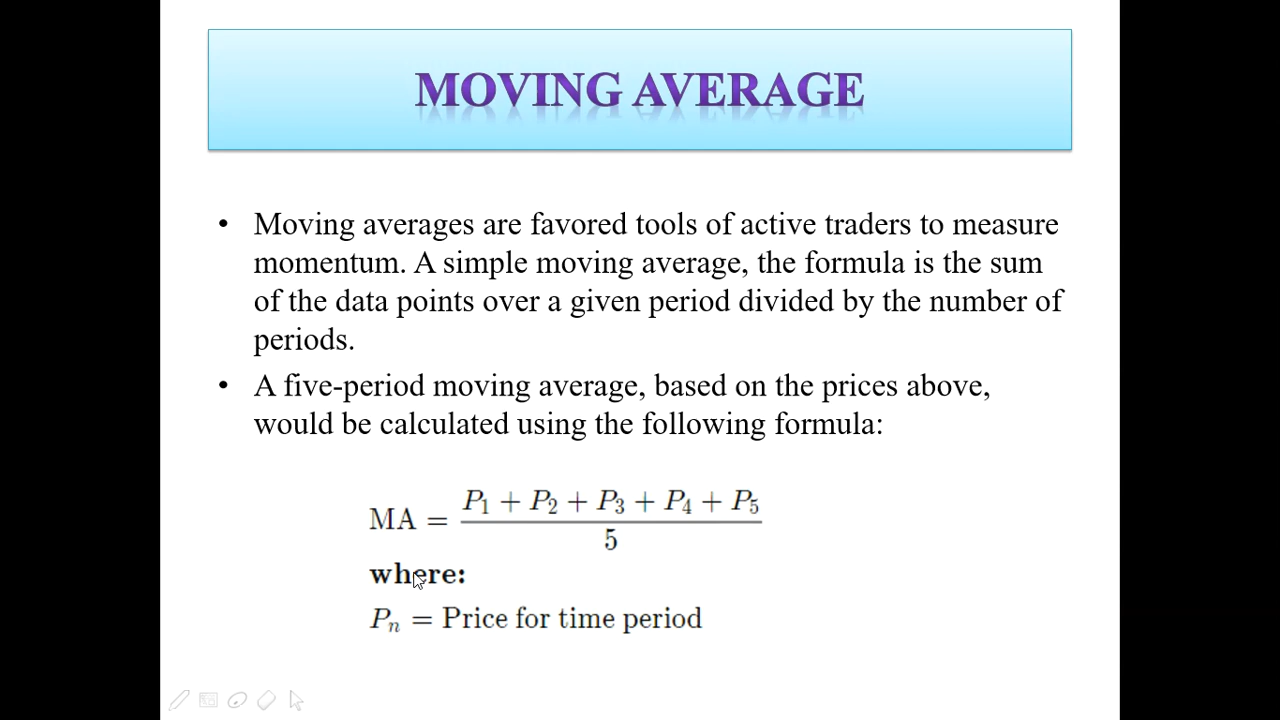 MOVING AVERAGE
• Moving averages are favored tools of active traders to measure
momentum. A simple moving average, the formula is the sum
of the data points over a given period divided by the number of
periods.
• A five-period moving average, based on the prices above,
would be calculated using the following formula:
MA = P₁ + P₂ + P₃ + P₄ + P₅
5
where:
Pₙ = Price for time period